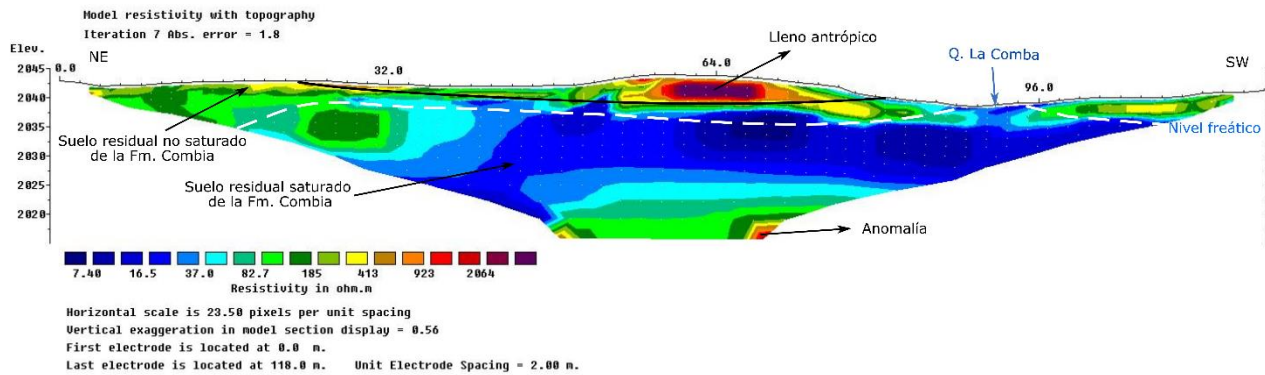 Model resistivity with topography
Iteration 7 Abs. error = 1.8
Elev.
NE
0.0
32.0
64.0
96.0
SW
2045
2040
2035
2030
2025
2020
Lleno antrópico
Q. La Comba
Nivel freático
Suelo residual no saturado
de la Fm. Combia
Suelo residual saturado
de la Fm. Combia
Anomalía
7.40 16.5 37.0 82.7 185 413 923 2064
Resistivity in ohm.m
Horizontal scale is 23.50 pixels per unit spacing
Vertical exaggeration in model section display = 0.56
First electrode is located at 0.0 m.
Last electrode is located at 118.0 m. Unit Electrode Spacing = 2.00 m.